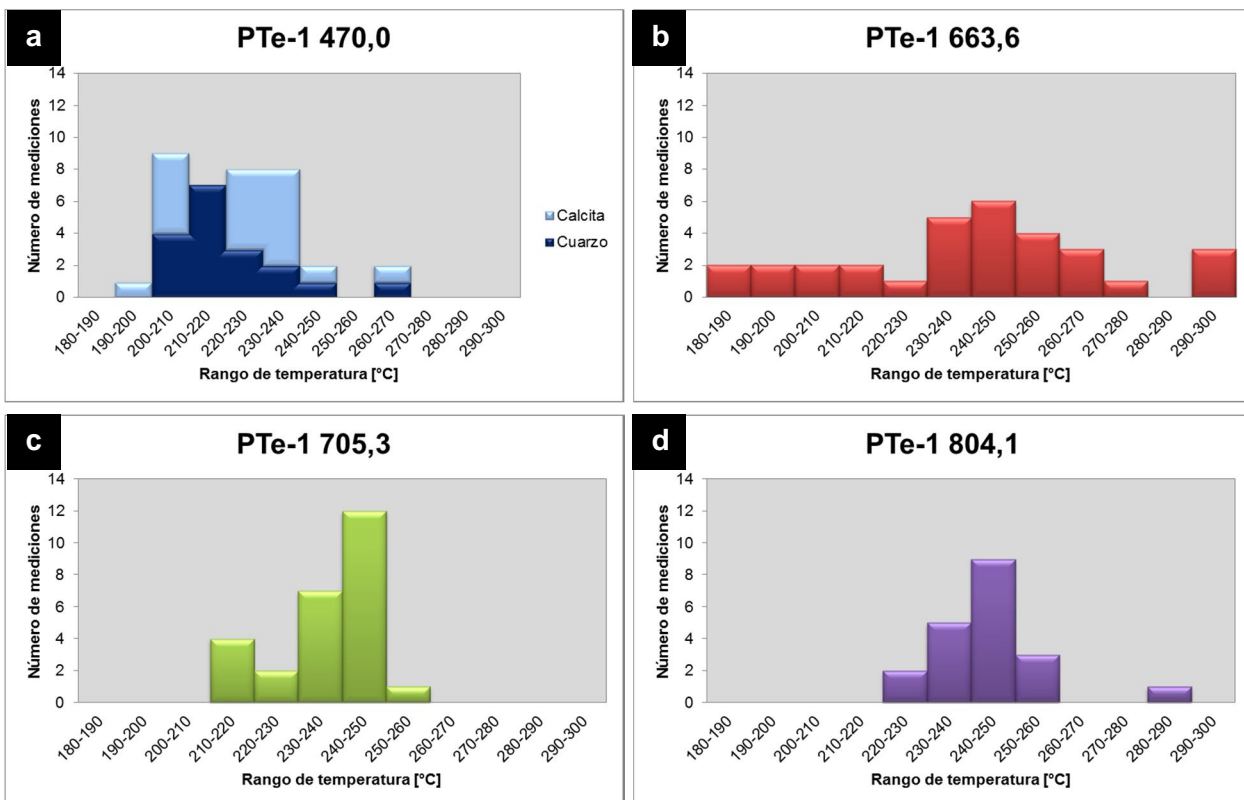 a
PTe-1 470,0
Número de mediciones
14
12
10
8
6
4
2
0
180-190 190-200 200-210 210-220 220-230 230-240 240-250 250-260 260-270 270-280 280-290 290-300
Rango de temperatura [°C]
Calcita
Cuarzo
b
PTe-1 663,6
Número de mediciones
14
12
10
8
6
4
2
0
180-190 190-200 200-210 210-220 220-230 230-240 240-250 250-260 260-270 270-280 280-290 290-300
Rango de temperatura [°C]
c
PTe-1 705,3
Número de mediciones
14
12
10
8
6
4
2
0
180-190 190-200 200-210 210-220 220-230 230-240 240-250 250-260 260-270 270-280 280-290 290-300
Rango de temperatura [°C]
d
PTe-1 804,1
Número de mediciones
14
12
10
8
6
4
2
0
180-190 190-200 200-210 210-220 220-230 230-240 240-250 250-260 260-270 270-280 280-290 290-300
Rango de temperatura [°C]